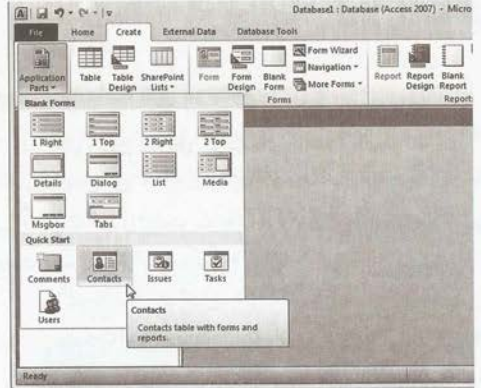 Database1 : Database (Access 2007) - Micro
File Home Create External Data Database Tools
Application Parts
Table
Table Design
SharePoint Lists
Form
Form Design
Blank Form
Form Wizard
Navigation
More Forms
Forms
Report
Report Design
Blank Report
Reports
Blank Forms
1 Right 1 Top 2 Right 2 Top
Details Dialog List Media
Msgbox Tabs
Quick Start
Comments Contacts Issues Tasks
Users
Contacts
Contacts table with forms and
reports.
Ready